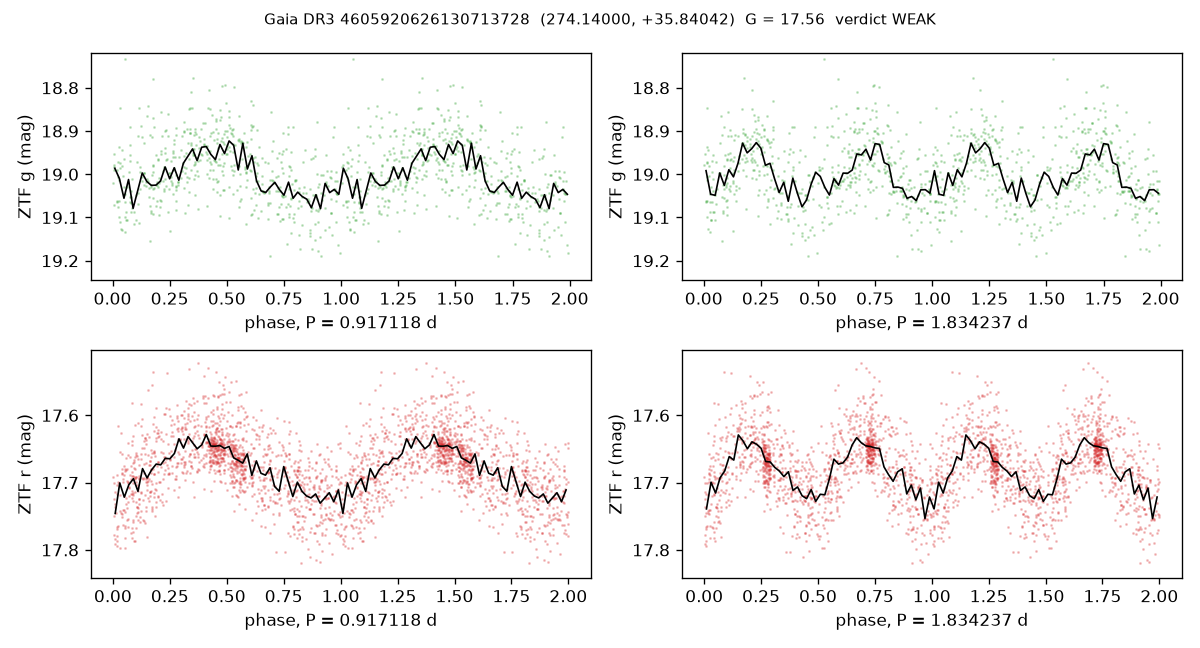 Gaia DR3 4605920626130713728 (274.14000, +35.84042) G = 17.56 verdict WEAK
ZTF g (mag)
18.8
18.9
19.0
19.1
19.2
0.00 0.25 0.50 0.75 1.00 1.25 1.50 1.75 2.00
phase, P = 0.917118 d
ZTF g (mag)
18.8
18.9
19.0
19.1
19.2
0.00 0.25 0.50 0.75 1.00 1.25 1.50 1.75 2.00
phase, P = 1.834237 d
ZTF r (mag)
17.6
17.7
17.8
0.00 0.25 0.50 0.75 1.00 1.25 1.50 1.75 2.00
phase, P = 0.917118 d
ZTF r (mag)
17.6
17.7
17.8
0.00 0.25 0.50 0.75 1.00 1.25 1.50 1.75 2.00
phase, P = 1.834237 d